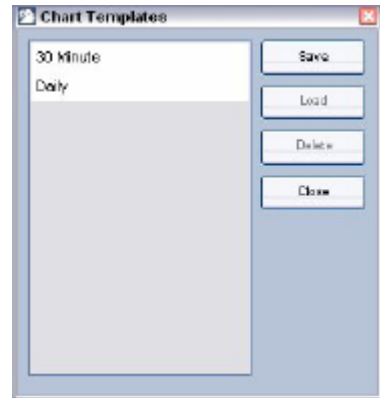 Chart Templates
30 Minute
Daily
Save
Load
Delete
Close